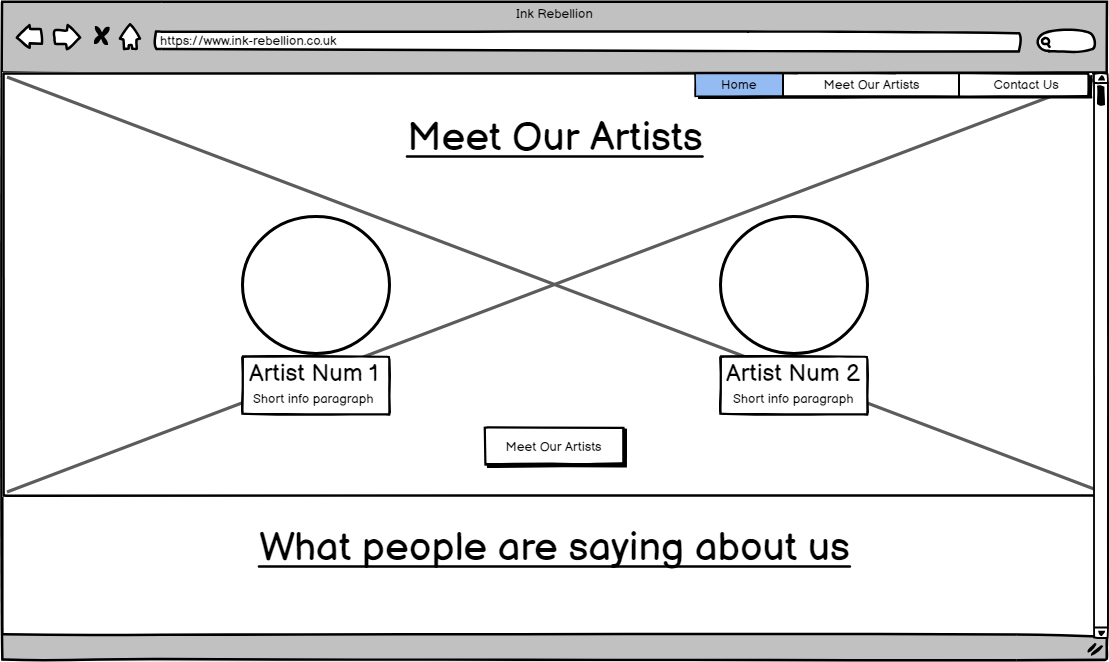 Ink Rebellion
https://www.ink-rebellion.co.uk
Home Meet Our Artists Contact Us
Meet Our Artists
Artist Num 1
Short info paragraph
Artist Num 2
Short info paragraph
Meet Our Artists
What people are saying about us